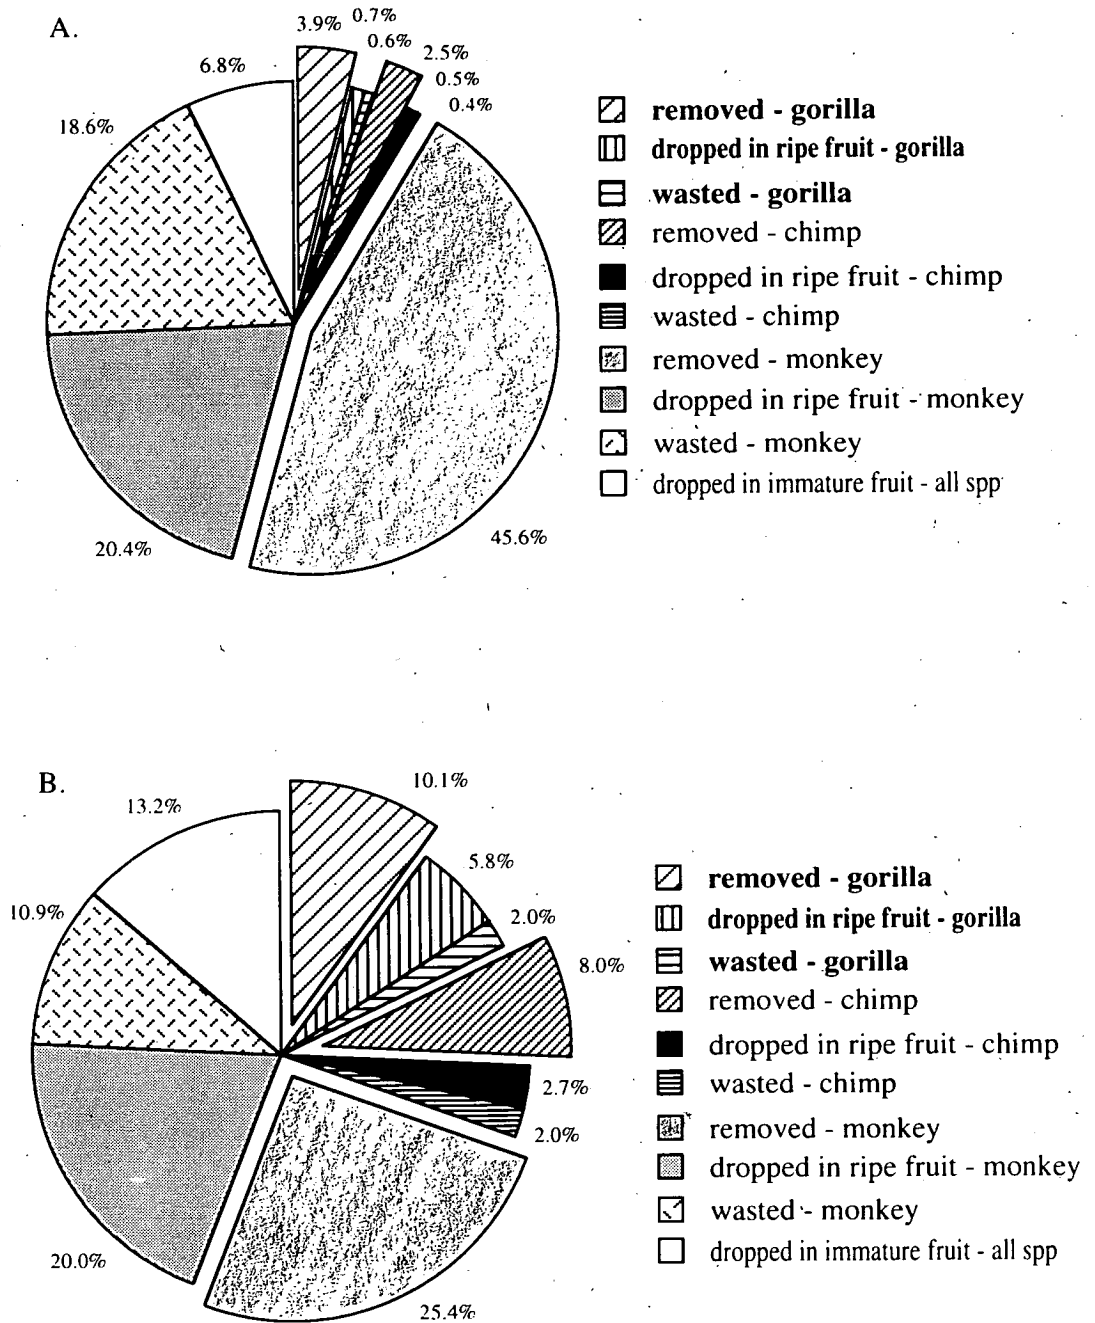 A.
3.9%
0.7%
0.6%
2.5%
0.5%
0.4%
6.8%
18.6%
20.4%
45.6%
removed - gorilla
dropped in ripe fruit - gorilla
wasted - gorilla
removed - chimp
dropped in ripe fruit - chimp
wasted - chimp
removed - monkey
dropped in ripe fruit - monkey
wasted - monkey
dropped in immature fruit - all spp
B.
10.1%
13.2%
5.8%
2.0%
10.9%
8.0%
2.7%
2.0%
20.0%
25.4%
removed - gorilla
dropped in ripe fruit - gorilla
wasted - gorilla
removed - chimp
dropped in ripe fruit - chimp
wasted - chimp
removed - monkey
dropped in ripe fruit - monkey
wasted - monkey
dropped in immature fruit - all spp